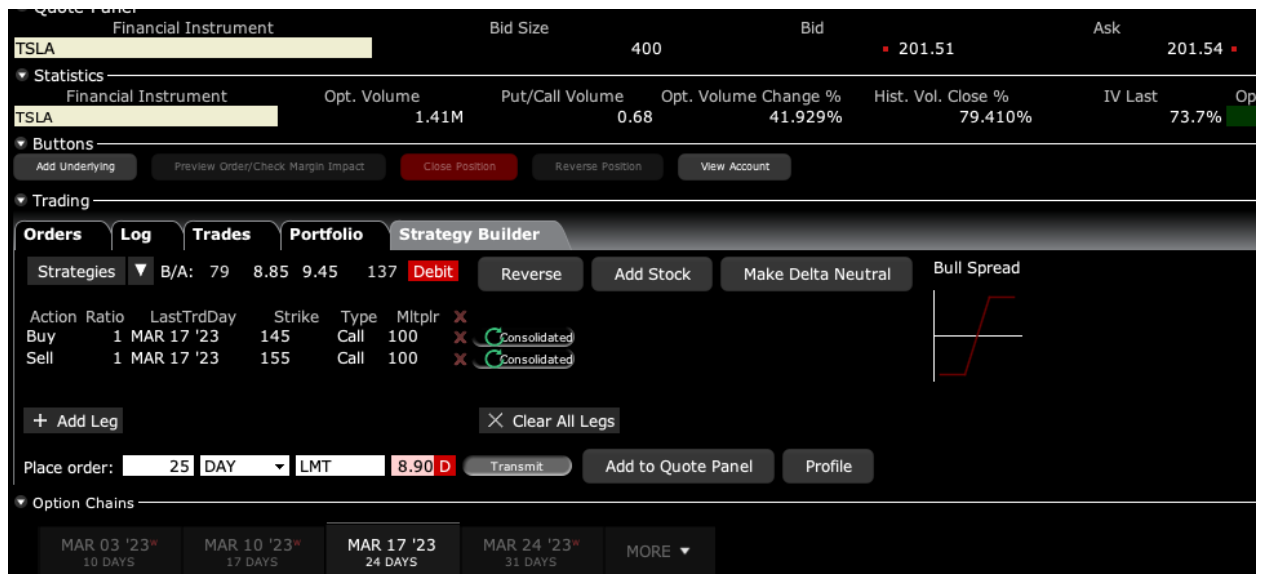 Quote Panel
Financial Instrument Bid Size Bid Ask
TSLA 400 201.51 201.54
Statistics
Financial Instrument Opt. Volume Put/Call Volume Opt. Volume Change % Hist. Vol. Close % IV Last Op
TSLA 1.41M 0.68 41.929% 79.410% 73.7%
Buttons
Add Underlying Preview Order/Check Margin Impact Close Position Reverse Position View Account
Trading
Orders Log Trades Portfolio Strategy Builder
Strategies ▼ B/A: 79 8.85 9.45 137 Debit Reverse Add Stock Make Delta Neutral Bull Spread
Action Ratio LastTrdDay Strike Type Mltplr X
Buy 1 MAR 17 '23 145 Call 100 X Consolidated
Sell 1 MAR 17 '23 155 Call 100 X Consolidated
+ Add Leg X Clear All Legs
Place order: 25 DAY LMT 8.90 D Transmit Add to Quote Panel Profile
Option Chains
MAR 03 '23w MAR 10 '23w MAR 17 '23 MAR 24 '23w MORE ▼
10 DAYS 17 DAYS 24 DAYS 31 DAYS